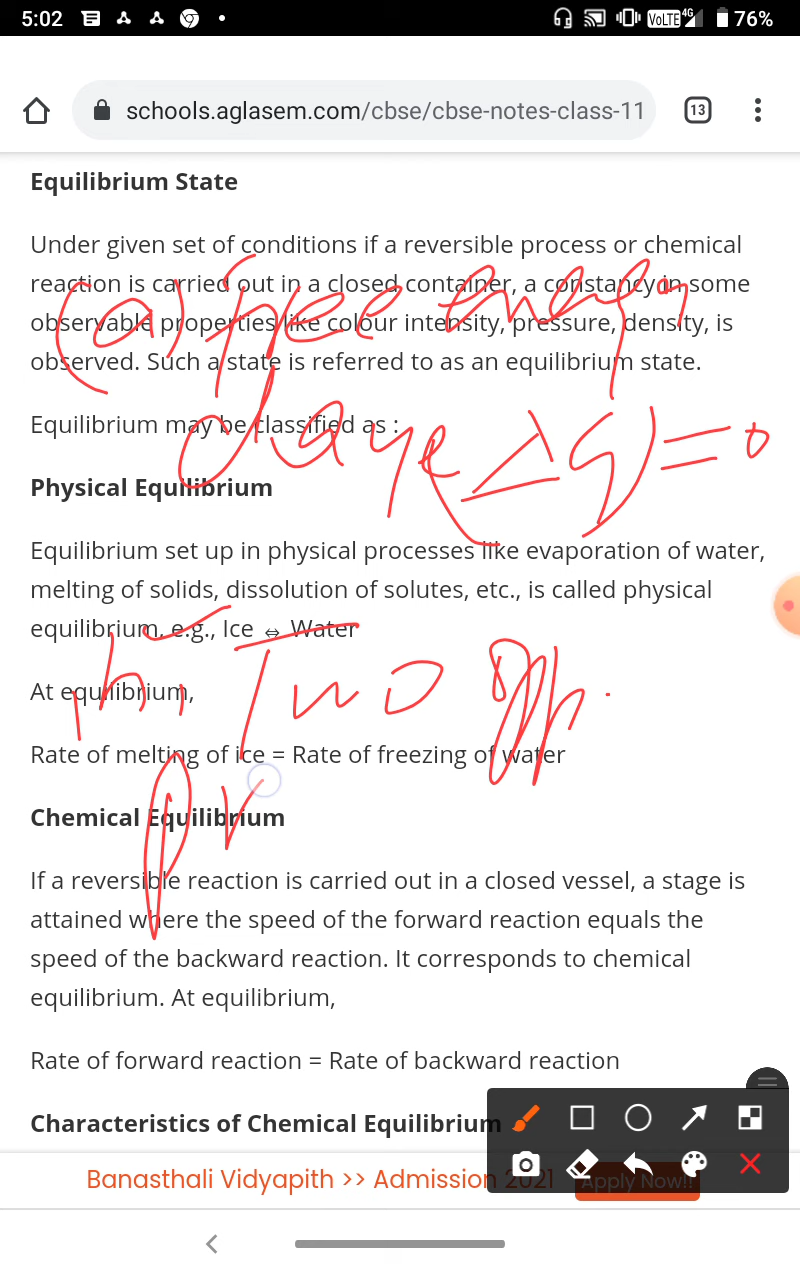 5:02
VoLTE 4G 76%
schools.aglasem.com/cbse/cbse-notes-class-11
13
Equilibrium State
Under given set of conditions if a reversible process or chemical
reaction is carried out in a closed container, a constancy in some
observable properties like colour intensity, pressure, density, is
observed. Such a state is referred to as an equilibrium state.
(a) free energy
Equilibrium may be classified as :
change (ΔG) = 0
Physical Equilibrium
Equilibrium set up in physical processes like evaporation of water,
melting of solids, dissolution of solutes, etc., is called physical
equilibrium, e.g., Ice ⇔ Water
At equilibrium,
Two opp.
Rate of melting of ice = Rate of freezing of water
Chemical Equilibrium
pr
If a reversible reaction is carried out in a closed vessel, a stage is
attained where the speed of the forward reaction equals the
speed of the backward reaction. It corresponds to chemical
equilibrium. At equilibrium,
Rate of forward reaction = Rate of backward reaction
Characteristics of Chemical Equilibrium
Banasthali Vidyapith >> Admission 2021
Apply Now!!